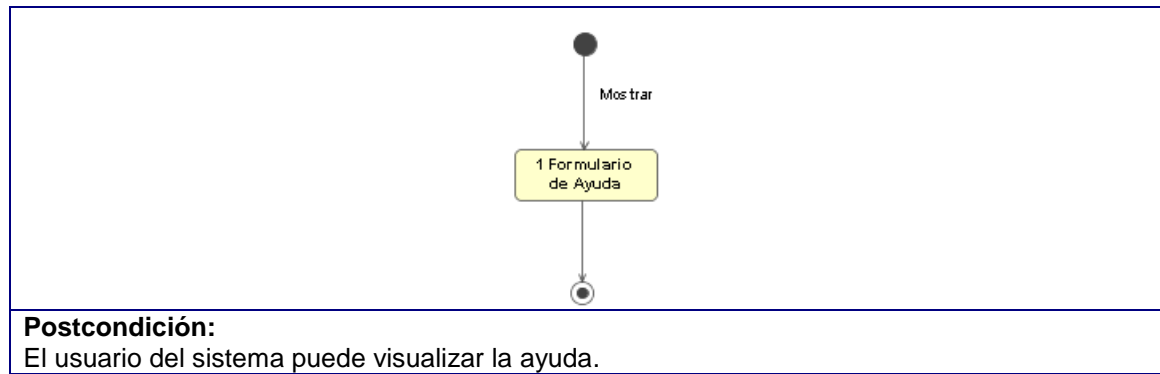 Mostrar
1 Formulario
de Ayuda
Postcondición:
El usuario del sistema puede visualizar la ayuda.